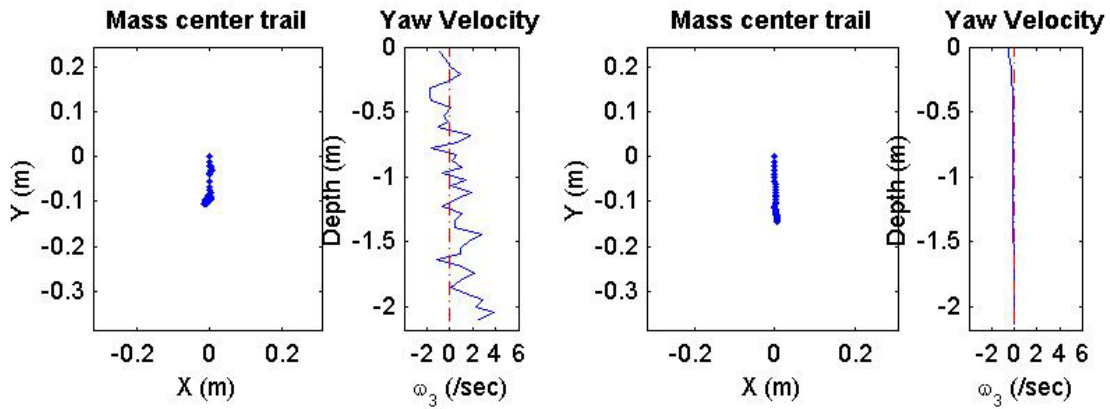 Mass center trail
Y (m)
0.2
0.1
0
-0.1
-0.2
-0.3
-0.2 0 0.2
X (m)
Yaw Velocity
Depth (m)
0
-0.5
-1
-1.5
-2
-2 0 2 4 6
ω_3 (/sec)
Mass center trail
Y (m)
0.2
0.1
0
-0.1
-0.2
-0.3
-0.2 0 0.2
X (m)
Yaw Velocity
Depth (m)
0
-0.5
-1
-1.5
-2
-2 0 2 4 6
ω_3 (/sec)